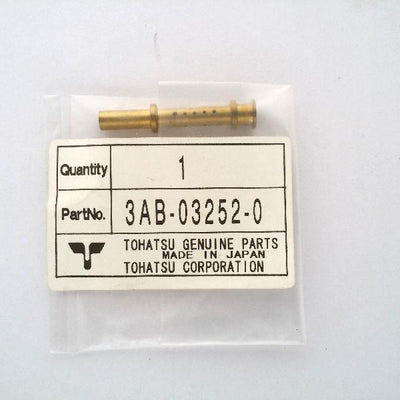 Quantity 1
PartNo. 3AB-03252-0
TOHATSU GENUINE PARTS
MADE IN JAPAN
TOHATSU CORPORATION